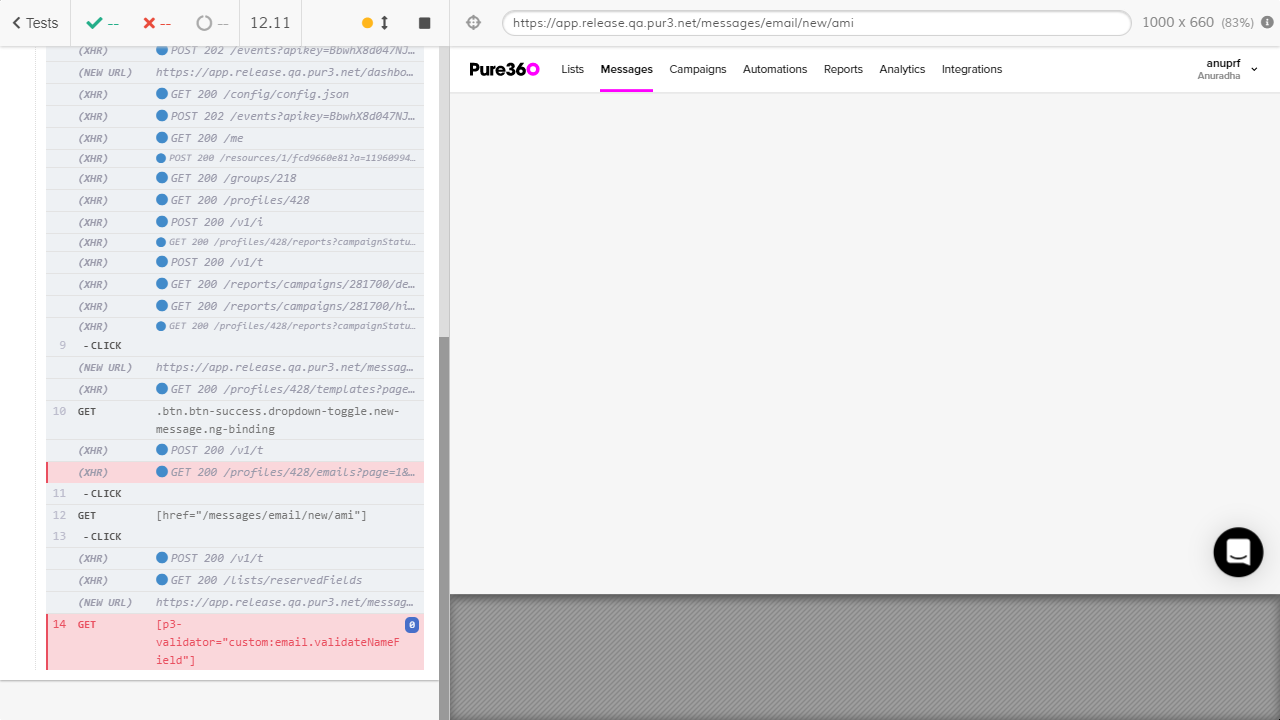 Tests
--
--
--
12.11
https://app.release.qa.pur3.net/messages/email/new/ami
1000 x 660 (83%)
(XHR) POST 202 /events?apikey=BbwhX8d047NJ…
(NEW URL) https://app.release.qa.pur3.net/dashbo…
(XHR) GET 200 /config/config.json
(XHR) POST 202 /events?apikey=BbwhX8d047NJ…
(XHR) GET 200 /me
(XHR) POST 200 /resources/1/fcd9660e81?a=11960994…
(XHR) GET 200 /groups/218
(XHR) GET 200 /profiles/428
(XHR) POST 200 /v1/i
(XHR) GET 200 /profiles/428/reports?campaignStatu…
(XHR) POST 200 /v1/t
(XHR) GET 200 /reports/campaigns/281700/de…
(XHR) GET 200 /reports/campaigns/281700/hi…
(XHR) GET 200 /profiles/428/reports?campaignStatu…
9 - CLICK
(NEW URL) https://app.release.qa.pur3.net/messag…
(XHR) GET 200 /profiles/428/templates?page…
10 GET .btn.btn-success.dropdown-toggle.new-
message.ng-binding
(XHR) POST 200 /v1/t
(XHR) GET 200 /profiles/428/emails?page=1&…
11 - CLICK
12 GET [href="/messages/email/new/ami"]
13 - CLICK
(XHR) POST 200 /v1/t
(XHR) GET 200 /lists/reservedFields
(NEW URL) https://app.release.qa.pur3.net/messag…
14 GET [p3- 0
validator="custom:email.validateNameF
ield"]
Pure360 Lists Messages Campaigns Automations Reports Analytics Integrations
anuprf
Anuradha